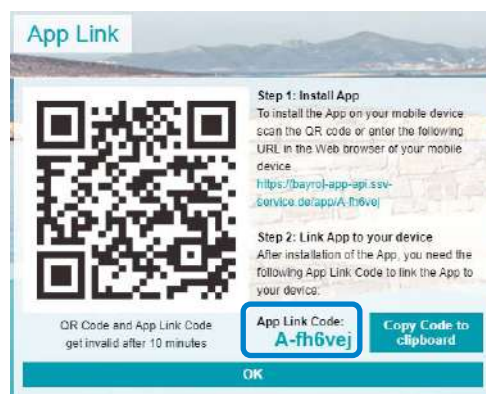 App Link
Step 1: Install App
To install the App on your mobile device
scan the QR code or enter the following
URL in the Web browser of your mobile
device
https://bayrol-app-api.ssv-
service.de/app/A-fh6vej
Step 2: Link App to your device
After installation of the App, you need the
following App Link Code to link the App to
your device:
QR Code and App Link Code
get invalid after 10 minutes
App Link Code:
A-fh6vej
Copy Code to
clipboard
OK